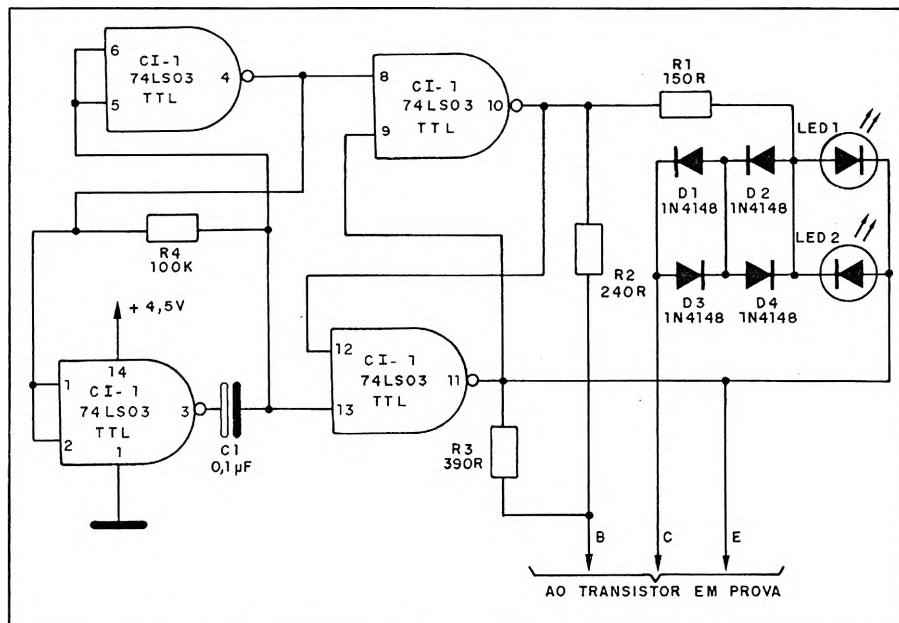 6
5
CI-1
74LS03
TTL
4
8
9
CI-1
74LS03
TTL
10
R1
150R
LED1
D1
1N4148
D2
1N4148
LED2
R4
100K
R2
240R
D3
1N4148
D4
1N4148
+ 4,5V
14
1
2
CI-1
74LS03
TTL
1
3
C1
0,1µF
12
13
CI-1
74LS03
TTL
11
R3
390R
B
C
E
AO TRANSISTOR EM PROVA